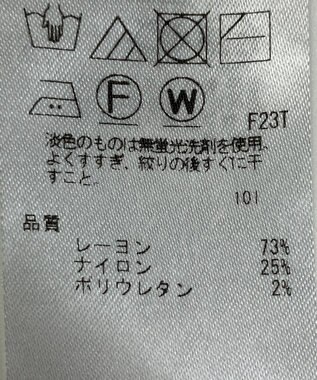 F W
F23T
淡色のものは無蛍光洗剤を使用。
よくすすぎ、絞りの後すぐに干
すこと。
101
品質
レーヨン 73%
ナイロン 25%
ポリウレタン 2%